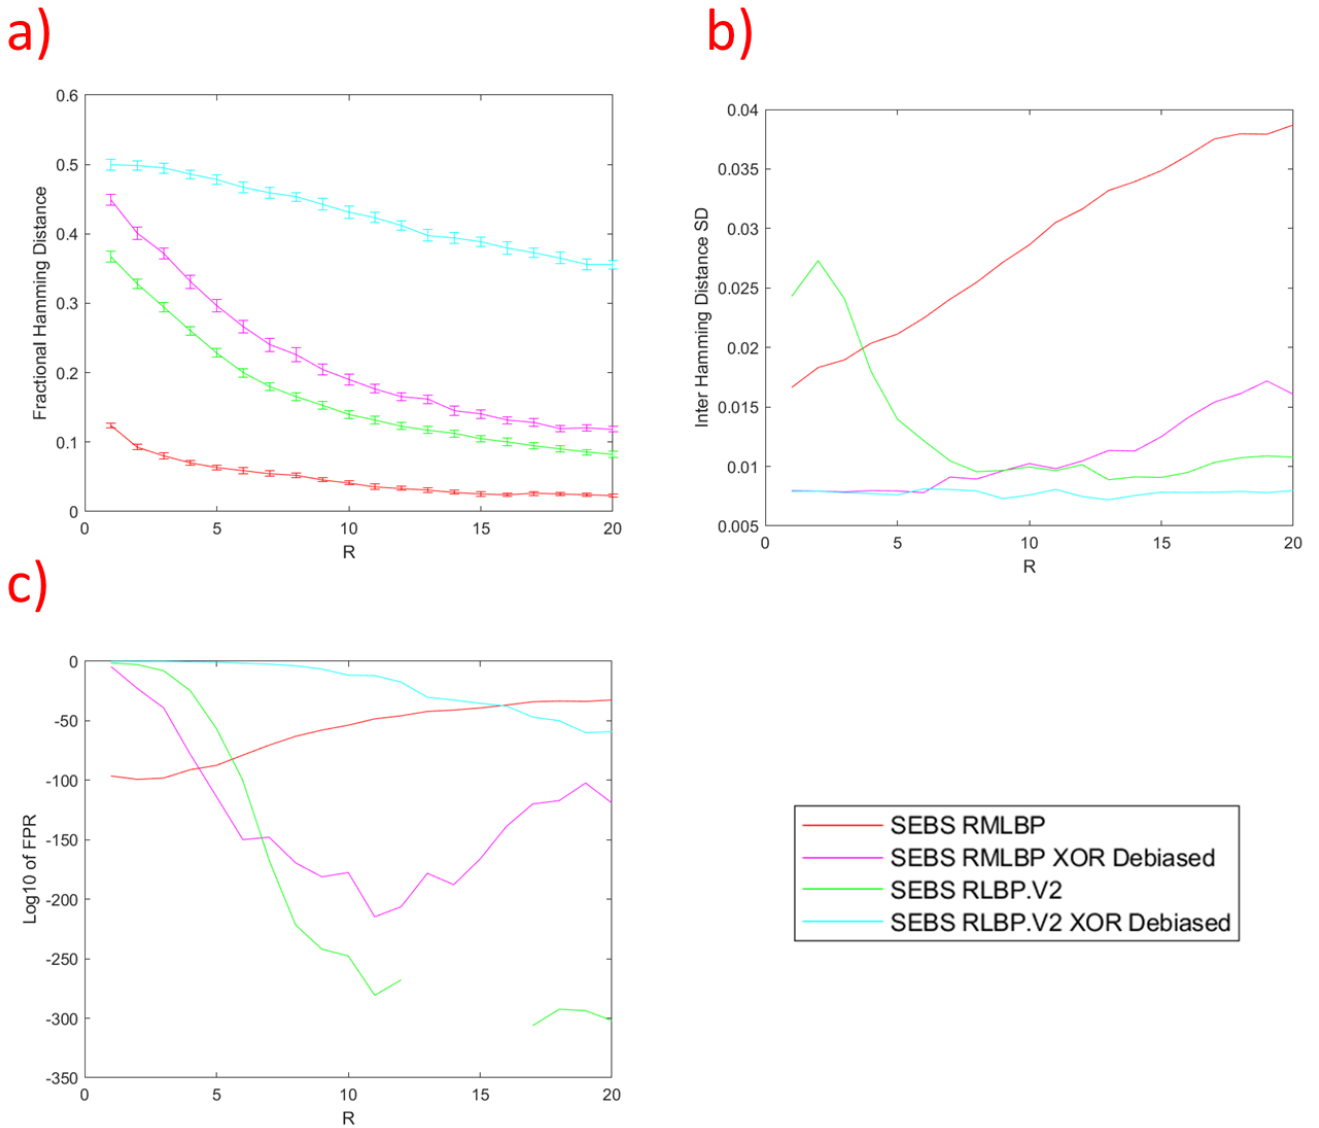 a)
0.6
0.5
0.4
0.3
0.2
0.1
0
Fractional Hamming Distance
0 5 10 15 20
R
b)
0.04
0.035
0.03
0.025
0.02
0.015
0.01
0.005
Inter Hamming Distance SD
0 5 10 15 20
R
c)
0
-50
-100
-150
-200
-250
-300
-350
Log10 of FPR
0 5 10 15 20
R
SEBS RMLBP
SEBS RMLBP XOR Debiased
SEBS RLBP.V2
SEBS RLBP.V2 XOR Debiased